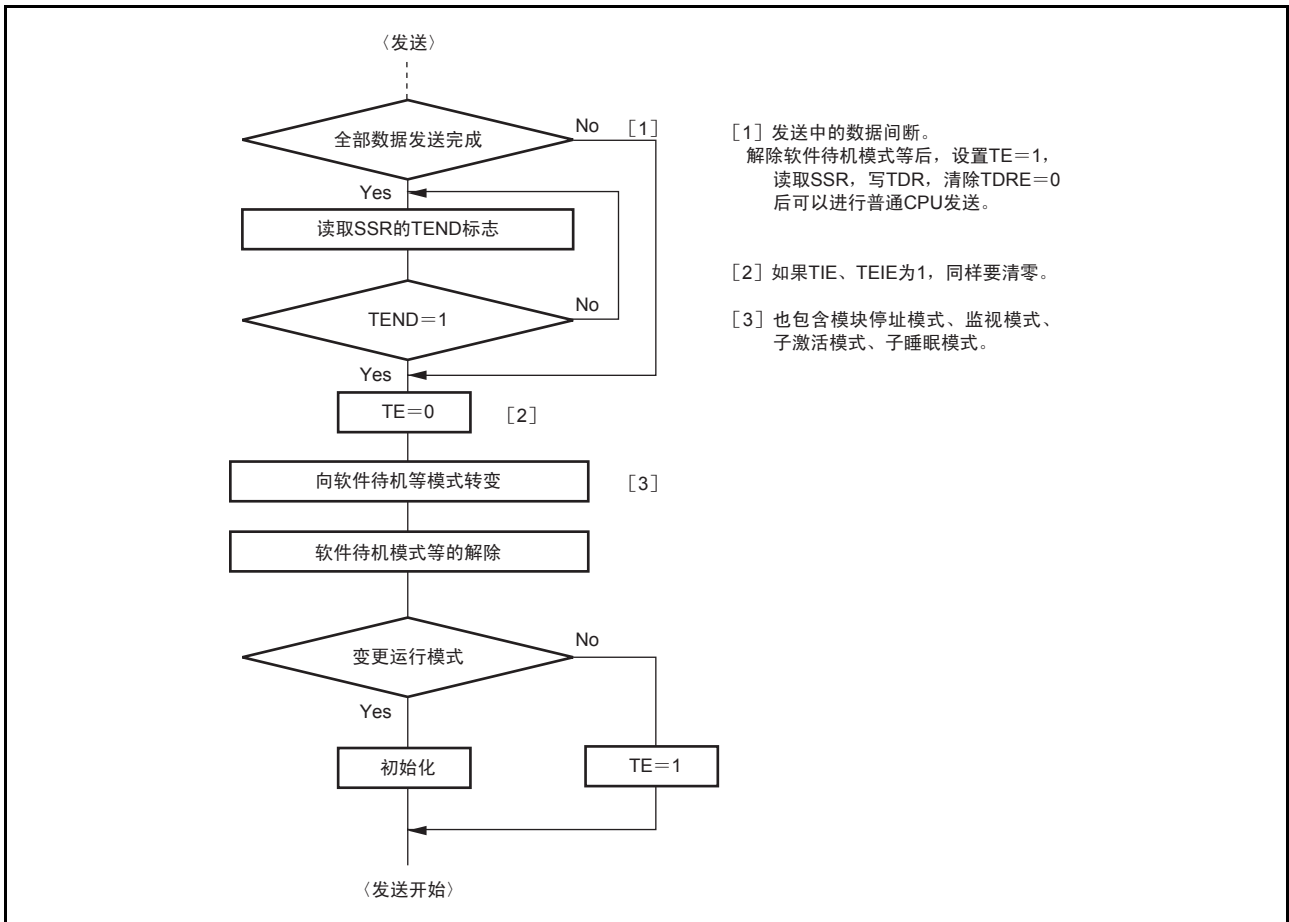 〈发送〉
全部数据发送完成
No
［1］
Yes
读取SSR的TEND标志
TEND＝1
No
Yes
TE＝0
［2］
向软件待机等模式转变
［3］
软件待机模式等的解除
变更运行模式
No
Yes
初始化
TE＝1
〈发送开始〉
［1］发送中的数据间断。
解除软件待机模式等后，设置TE＝1，
读取SSR，写TDR，清除TDRE＝0
后可以进行普通CPU发送。
［2］如果TIE、TEIE为1，同样要清零。
［3］也包含模块停址模式、监视模式、
子激活模式、子睡眠模式。